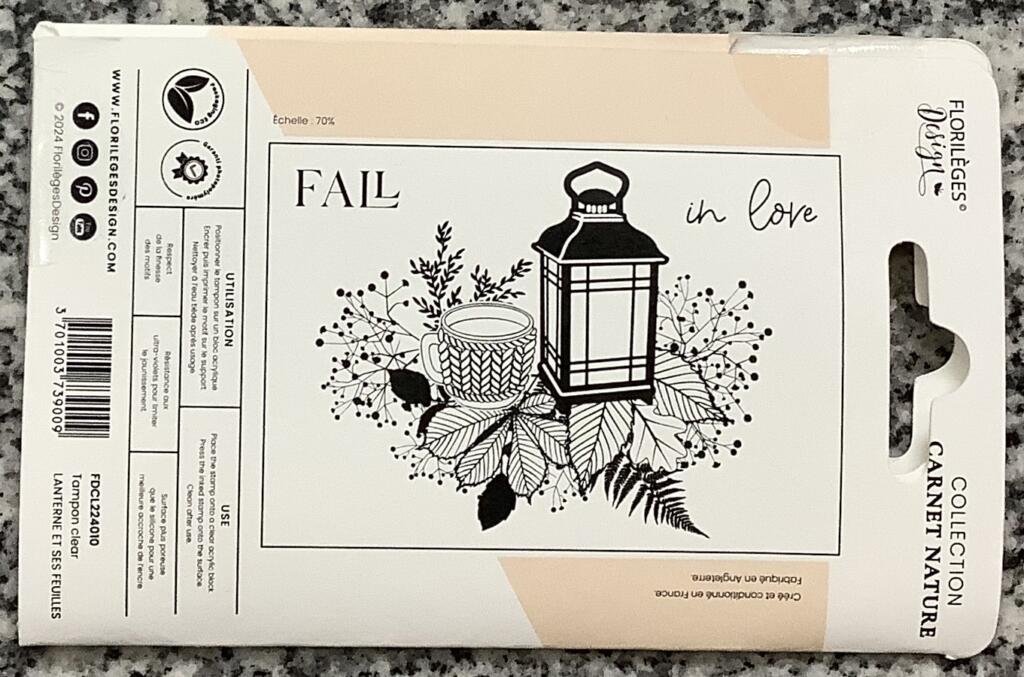 FLORILÈGES©
Design
COLLECTION
CARNET NATURE
Échelle : 70%
FALL
in love
Créé et conditionné en France.
Fabriqué en Angleterre.
Packaging ECO
Garanti photopolymère
UTILISATION
Positionner le tampon sur un bloc acrylique
Encrer puis imprimer le motif sur le support
Nettoyer à l'eau tiède après usage.
USE
Place the stamp onto a clear acrylic block
Press the inked stamp onto the surface.
Clean after use.
Respect
de la finesse
des motifs
Résistance aux
ultra-violets pour limiter
le jaunissement
Surface plus poreuse
que le silicone pour une
meilleure accroche de l'encre
WWW.FLORILEGESDESIGN.COM
© 2024 FlorilègesDesign
3 701003 739009
FDCL224010
Tampon clear
LANTERNE ET SES FEUILLES